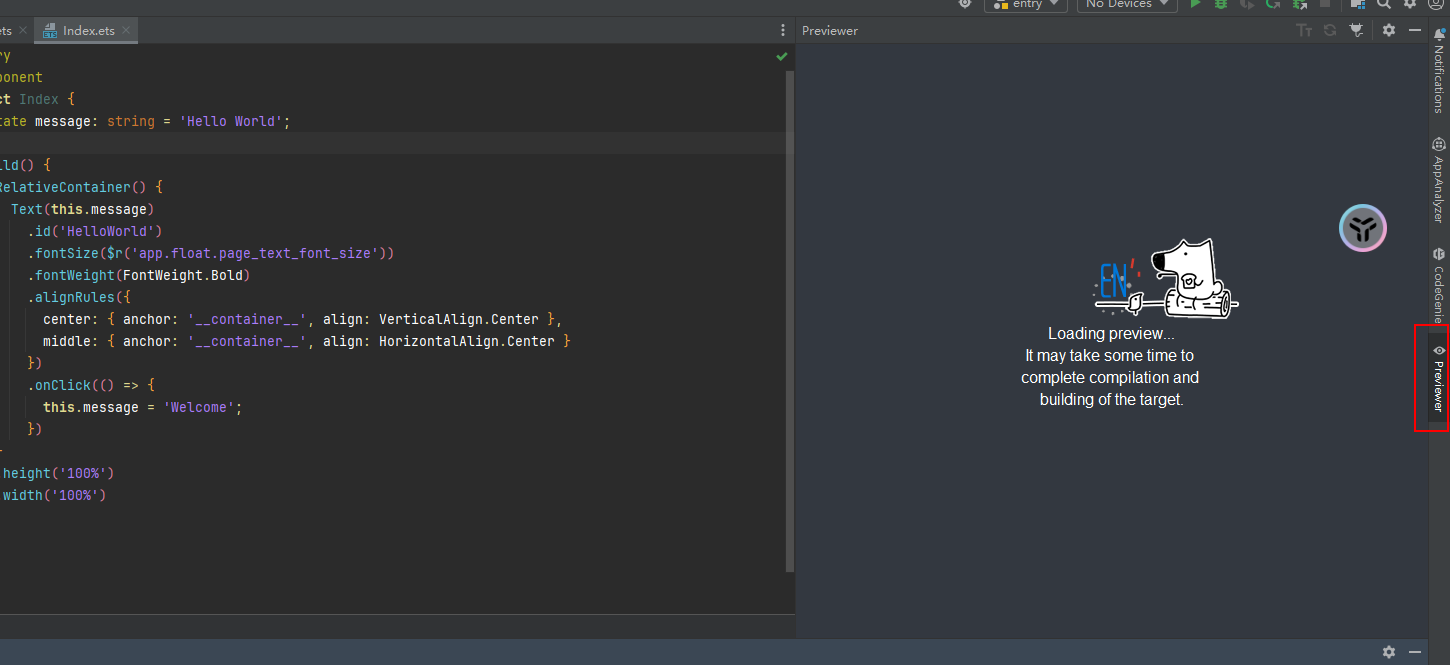 entry
No Devices
ets
Index.ets
Previewer
ry
ponent
ct Index {
tate message: string = 'Hello World';
ild() {
RelativeContainer() {
Text(this.message)
.id('HelloWorld')
.fontSize($r('app.float.page_text_font_size'))
.fontWeight(FontWeight.Bold)
.alignRules({
center: { anchor: '__container__', align: VerticalAlign.Center },
middle: { anchor: '__container__', align: HorizontalAlign.Center }
})
.onClick(() => {
this.message = 'Welcome';
})
height('100%')
width('100%')
EN
Loading preview...
It may take some time to
complete compilation and
building of the target.
Notifications
AppAnalyzer
CodeGenie
Previewer